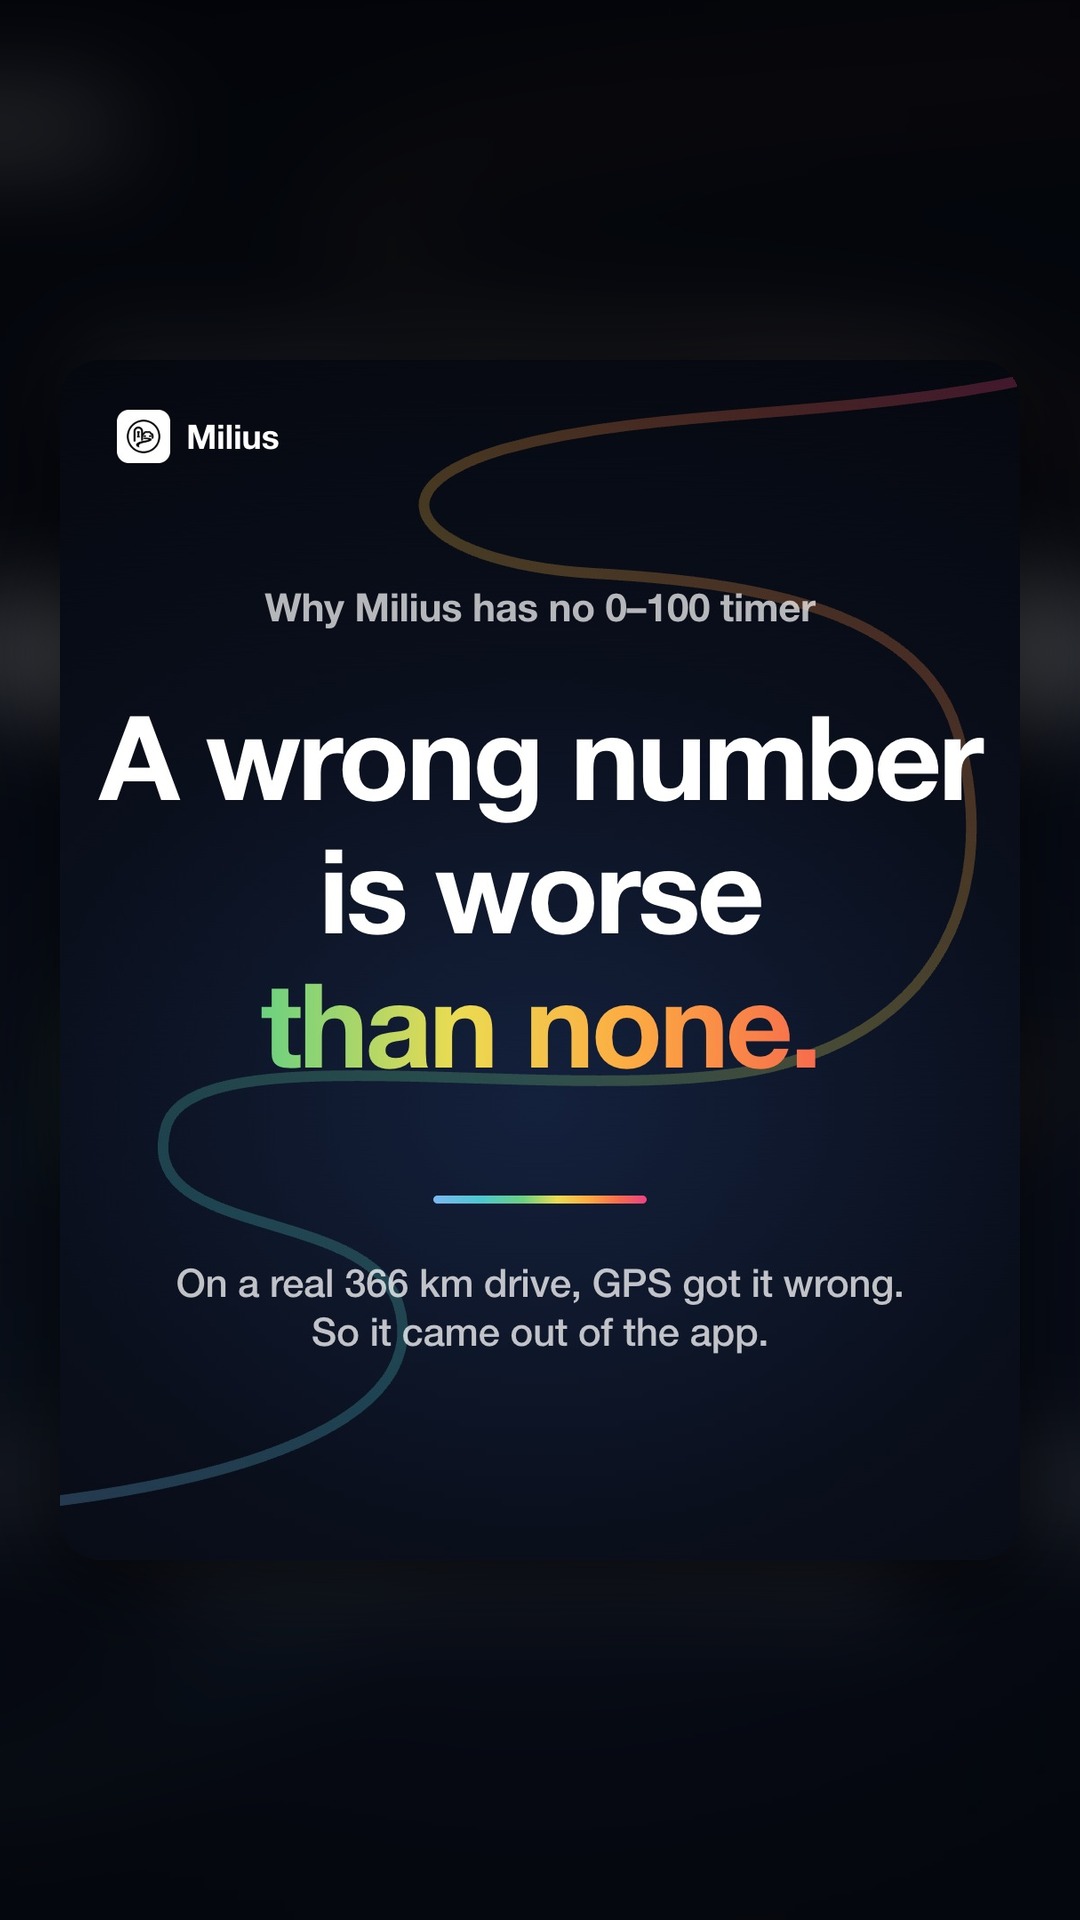 Milius
Why Milius has no 0–100 timer
A wrong number
is worse
than none.
On a real 366 km drive, GPS got it wrong.
So it came out of the app.